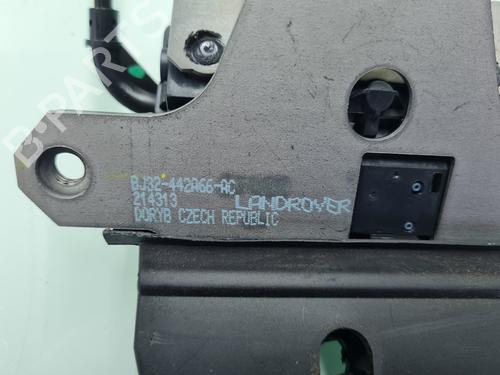 B-PARTS
BJ32-442A66-AC
214313 LANDROVER
DORYB CZECH REPUBLIC